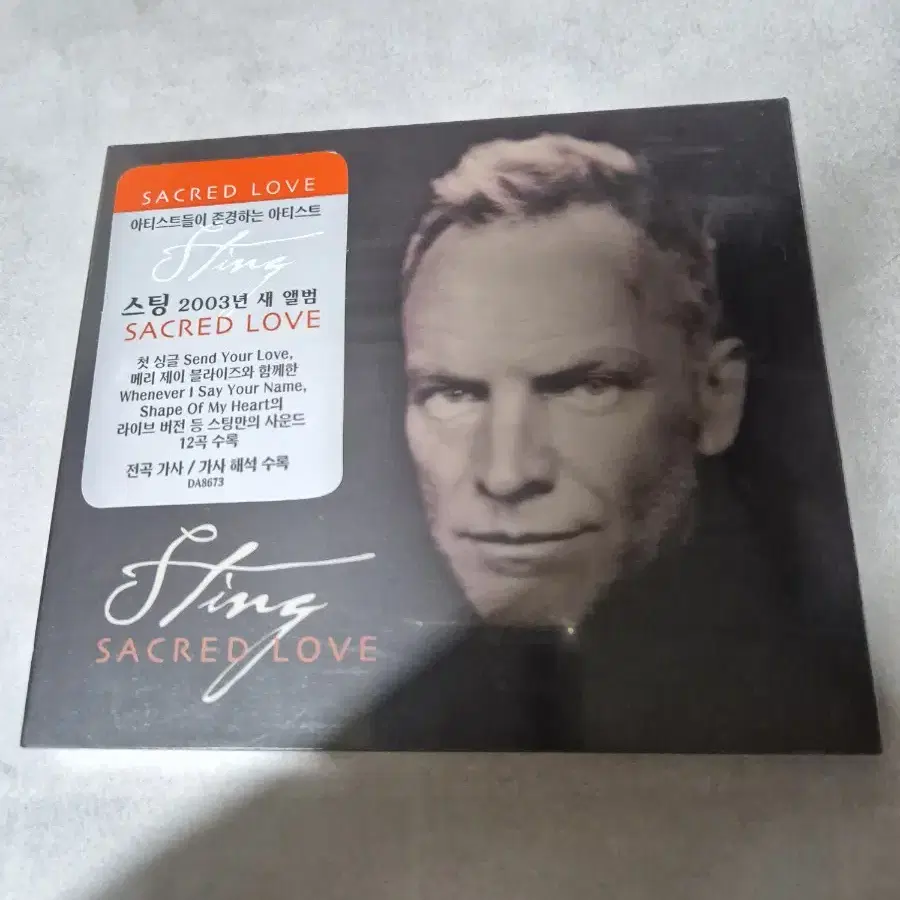 SACRED LOVE
아티스트들이 존경하는 아티스트
Sting
스팅 2003년 새 앨범
SACRED LOVE
첫 싱글 Send Your Love,
메리 제이 블라이즈와 함께한
Whenever I Say Your Name,
Shape Of My Heart의
라이브 버전 등 스팅만의 사운드
12곡 수록
전곡 가사 / 가사 해석 수록
DA8673
Sting
SACRED LOVE